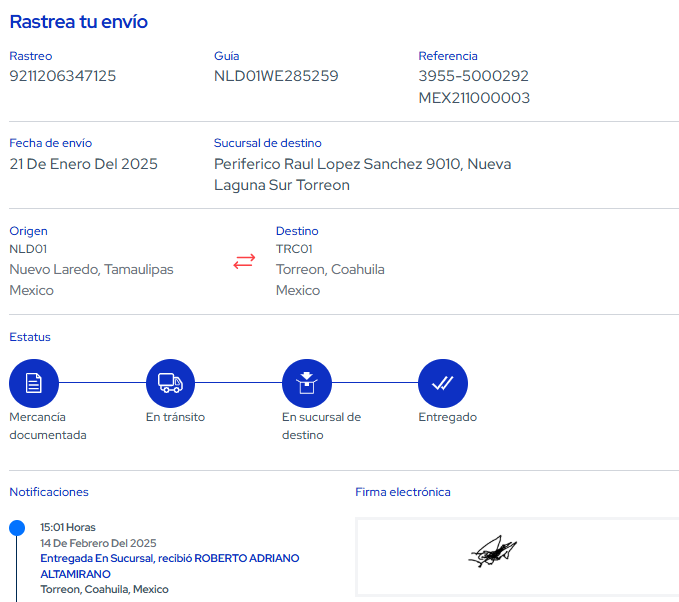 Rastrea tu envío
Rastreo
9211206347125
Guía
NLD01WE285259
Referencia
3955-5000292
MEX211000003
Fecha de envío
21 De Enero Del 2025
Sucursal de destino
Periferico Raul Lopez Sanchez 9010, Nueva
Laguna Sur Torreon
Origen
NLD01
Nuevo Laredo, Tamaulipas
Mexico
Destino
TRC01
Torreon, Coahuila
Mexico
Estatus
Mercancía
documentada
En tránsito
En sucursal de
destino
Entregado
Notificaciones
15:01 Horas
14 De Febrero Del 2025
Entregada En Sucursal, recibió ROBERTO ADRIANO
ALTAMIRANO
Torreon, Coahuila, Mexico
Firma electrónica